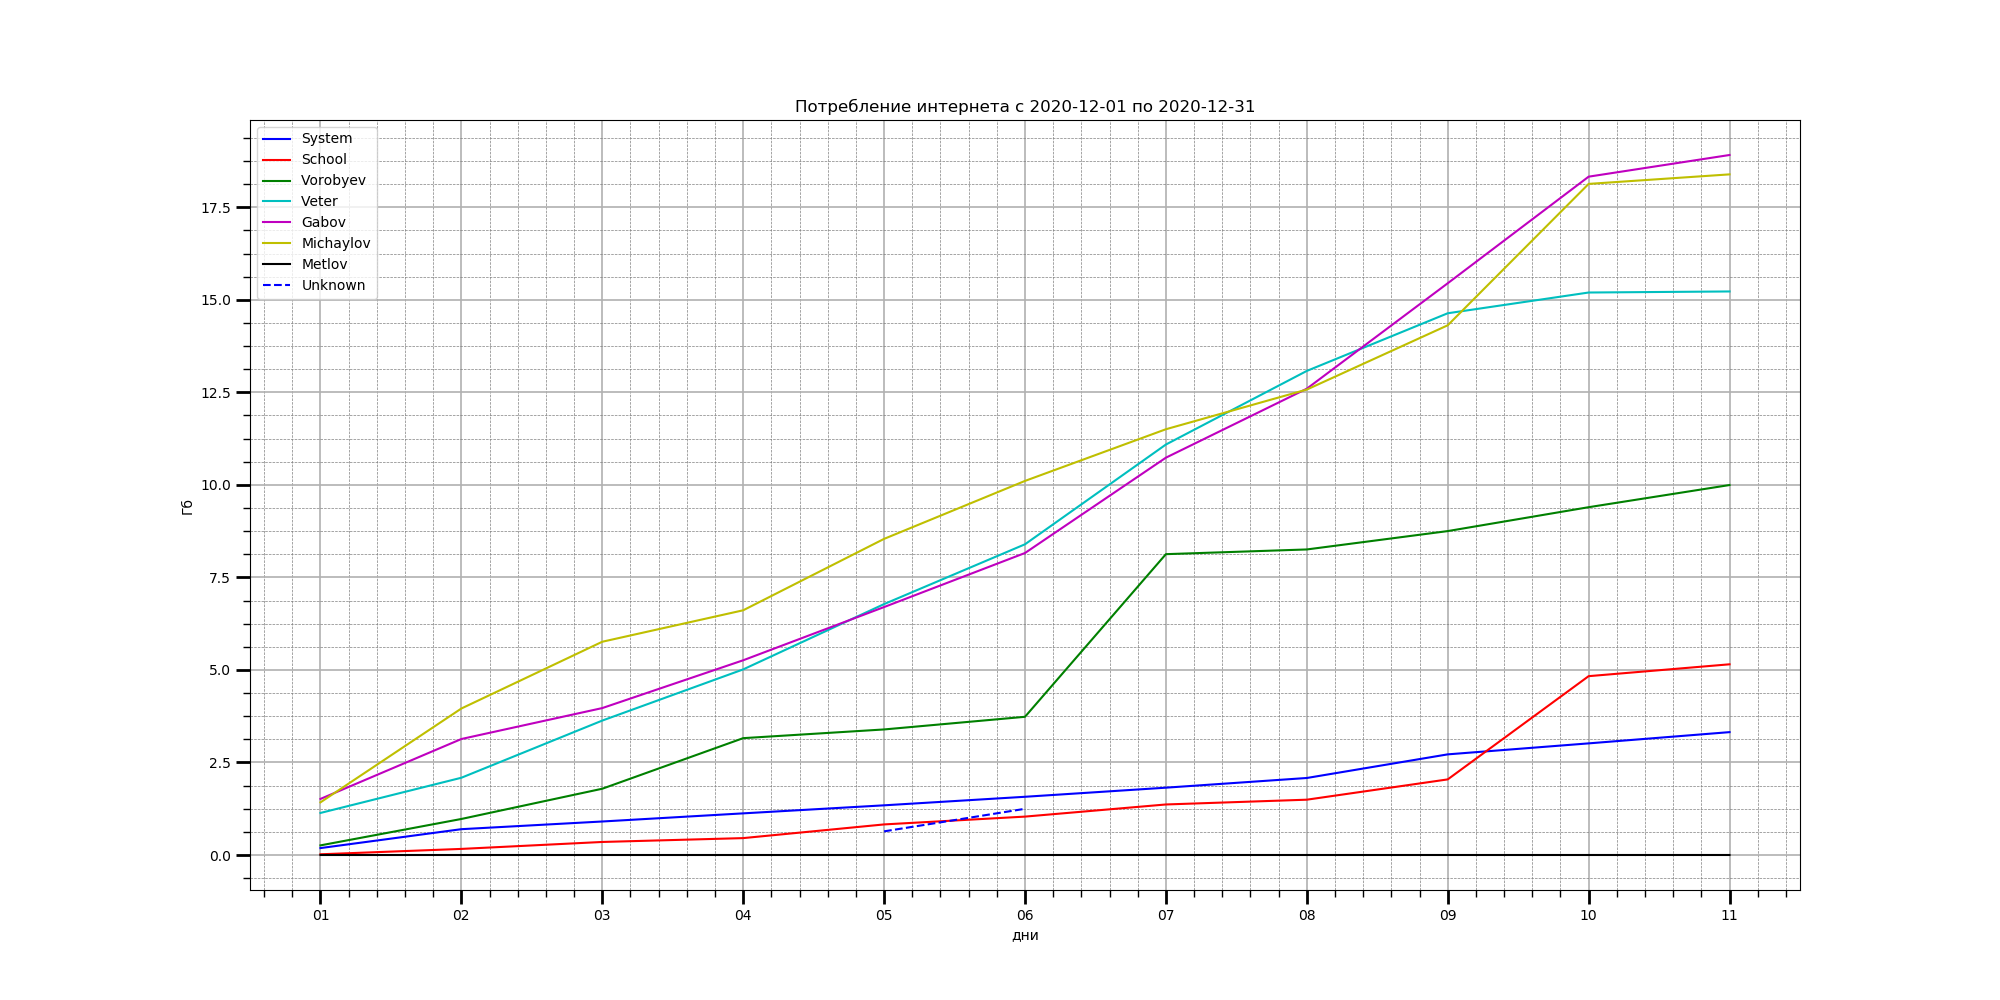 Потребление интернета с 2020-12-01 по 2020-12-31
System
School
Vorobyev
Veter
Gabov
Michaylov
Metlov
Unknown
17.5
15.0
12.5
10.0
7.5
5.0
2.5
0.0
Гб
01 02 03 04 05 06 07 08 09 10 11
дни